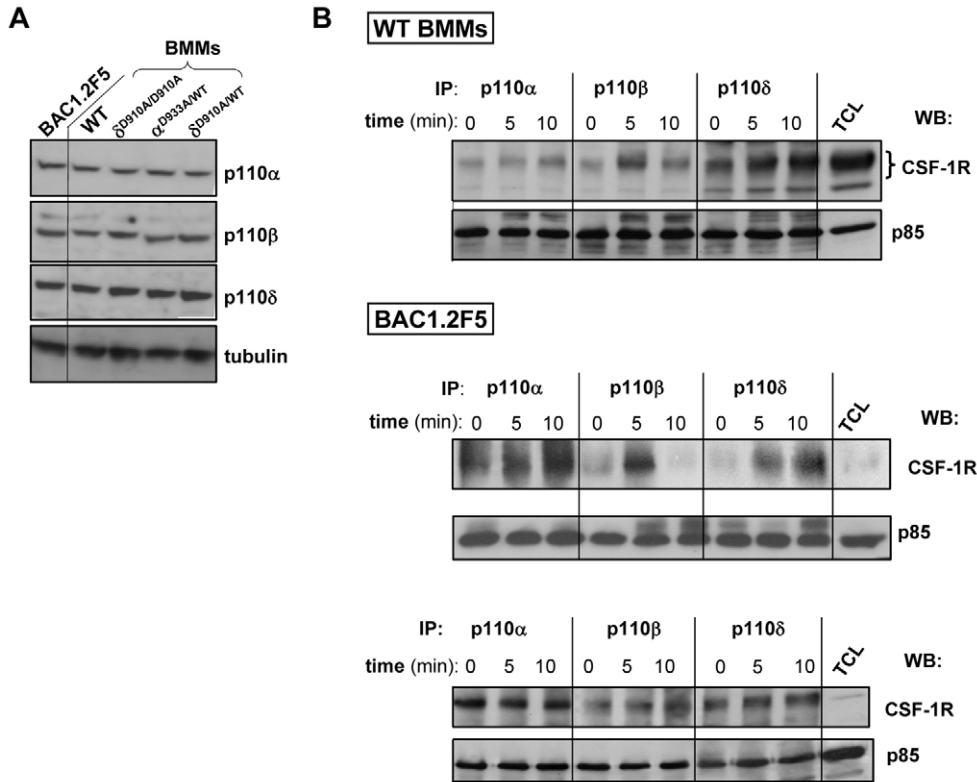 A
BMMs
BAC1.2F5
WT
δD910A/D910A
αD933A/WT
δD910A/WT
p110α
p110β
p110δ
tubulin
B
WT BMMs
IP: p110α p110β p110δ
time (min): 0 5 10 0 5 10 0 5 10 TCL WB:
CSF-1R
p85
BAC1.2F5
IP: p110α p110β p110δ
time (min): 0 5 10 0 5 10 0 5 10 TCL WB:
CSF-1R
p85
IP: p110α p110β p110δ
time (min): 0 5 10 0 5 10 0 5 10 TCL WB:
CSF-1R
p85